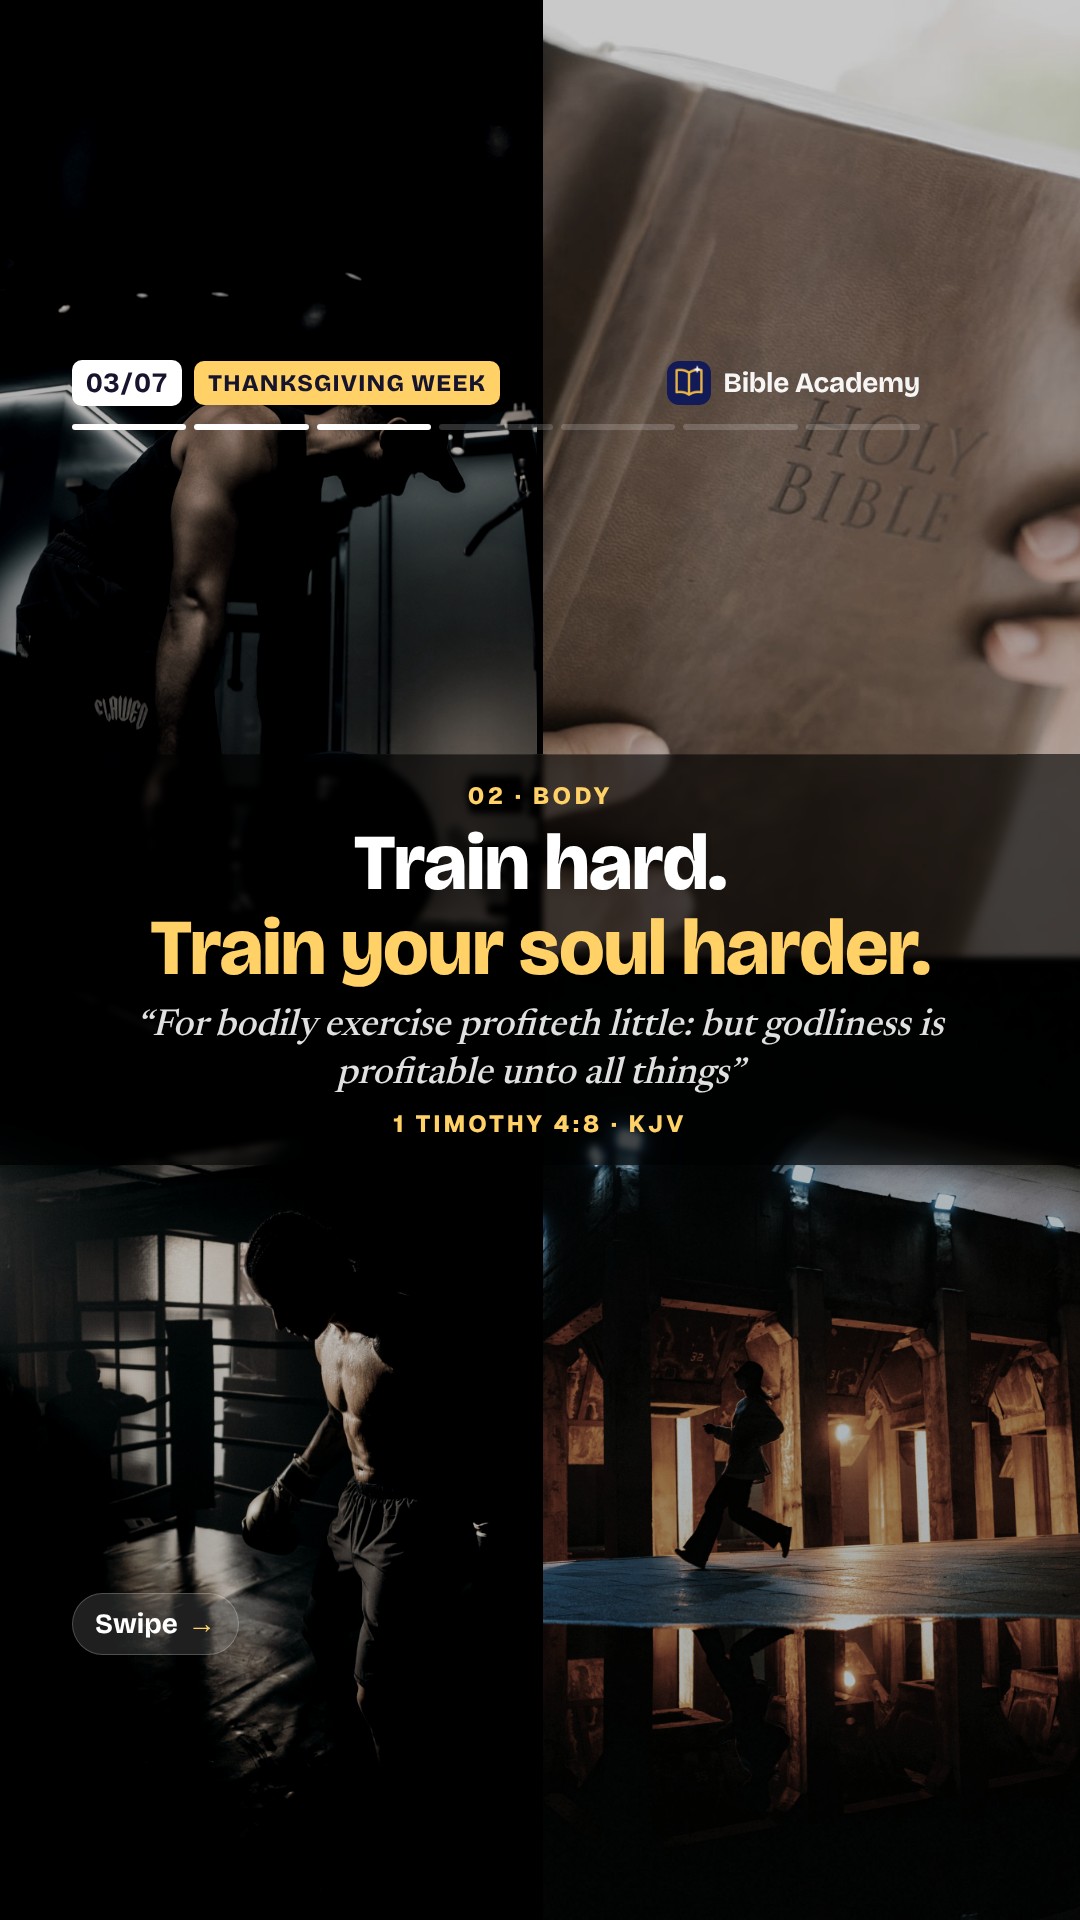 03/07
THANKSGIVING WEEK
Bible Academy
HOLY
BIBLE
CLAWED
02 · BODY
Train hard.
Train your soul harder.
“For bodily exercise profiteth little: but godliness is
profitable unto all things”
1 TIMOTHY 4:8 · KJV
32
Swipe →